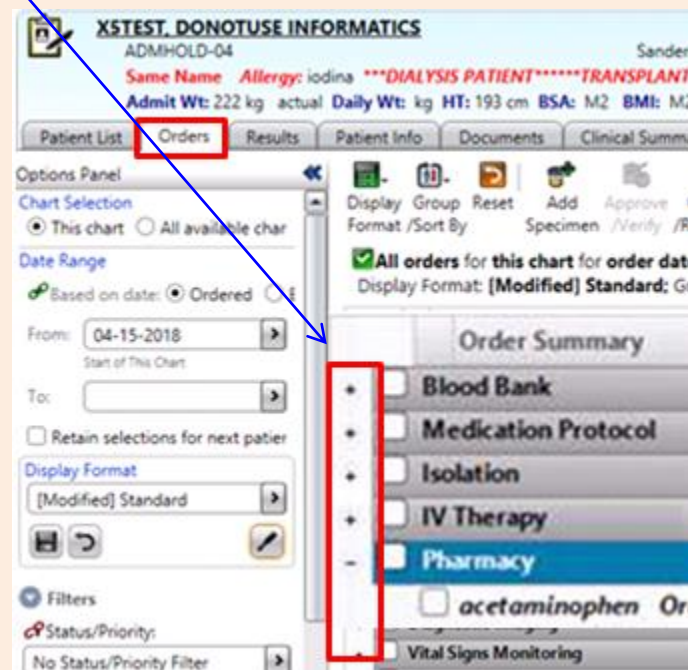 X5TEST, DONOTUSE INFORMATICS
ADMHOLD-04
Sander
Same Name Allergy: iodina ***DIALYSIS PATIENT******TRANSPLANT
Admit Wt: 222 kg actual Daily Wt: kg HT: 193 cm BSA: M2 BMI: M2
Patient List Orders Results Patient Info Documents Clinical Summ
Options Panel
Chart Selection
This chart All available char
Date Range
Based on date: Ordered
From: 04-15-2018
Start of This Chart
To:
Retain selections for next patier
Display Format
[Modified] Standard
Filters
Status/Priority:
No Status/Priority Filter
Display Group Reset Add Approve
Format /Sort By Specimen /Verify /R
All orders for this chart for order dat
Display Format: [Modified] Standard; G
Order Summary
+ Blood Bank
+ Medication Protocol
+ Isolation
+ IV Therapy
- Pharmacy
acetaminophen Or
Vital Signs Monitoring